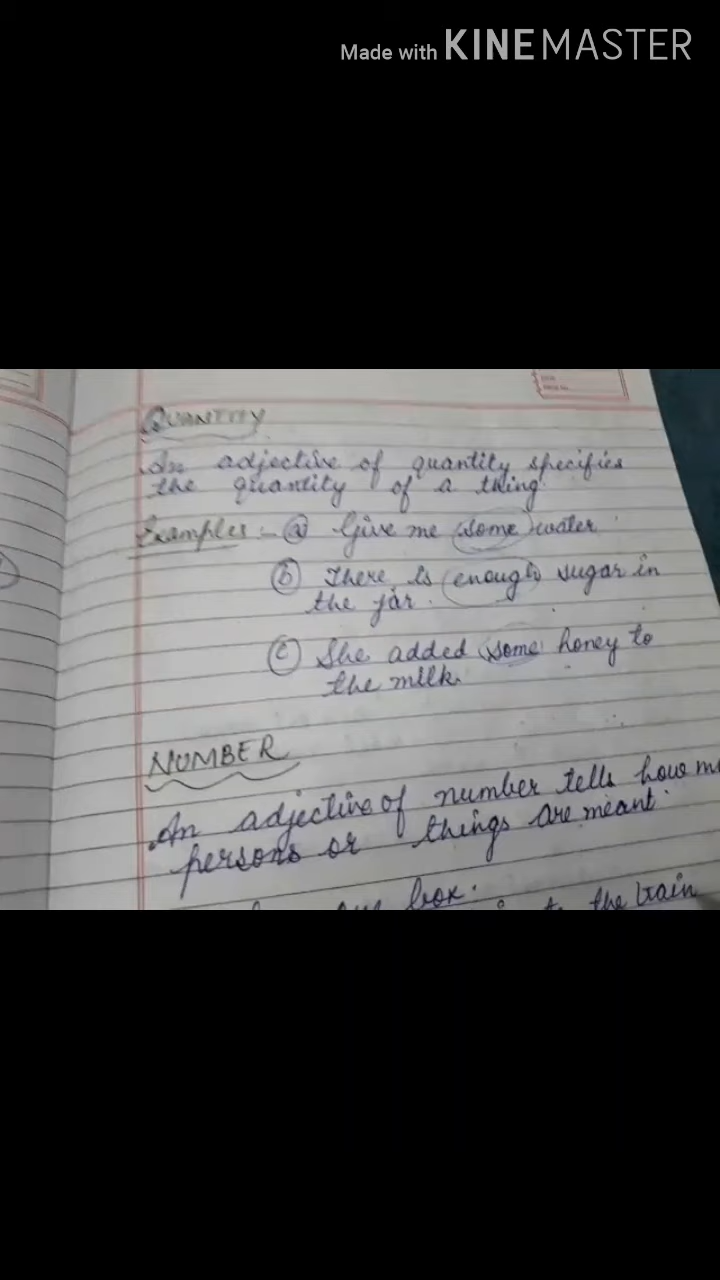 Made with KINEMASTER
QUANTITY
An adjective of quantity specifies
the quantity of a thing
Examples :- (a) Give me some water.
(b) There is enough sugar in
the jar.
(c) She added some honey to
the milk.
NUMBER
An adjective of number tells how m
persons or things are meant.
box.
the train